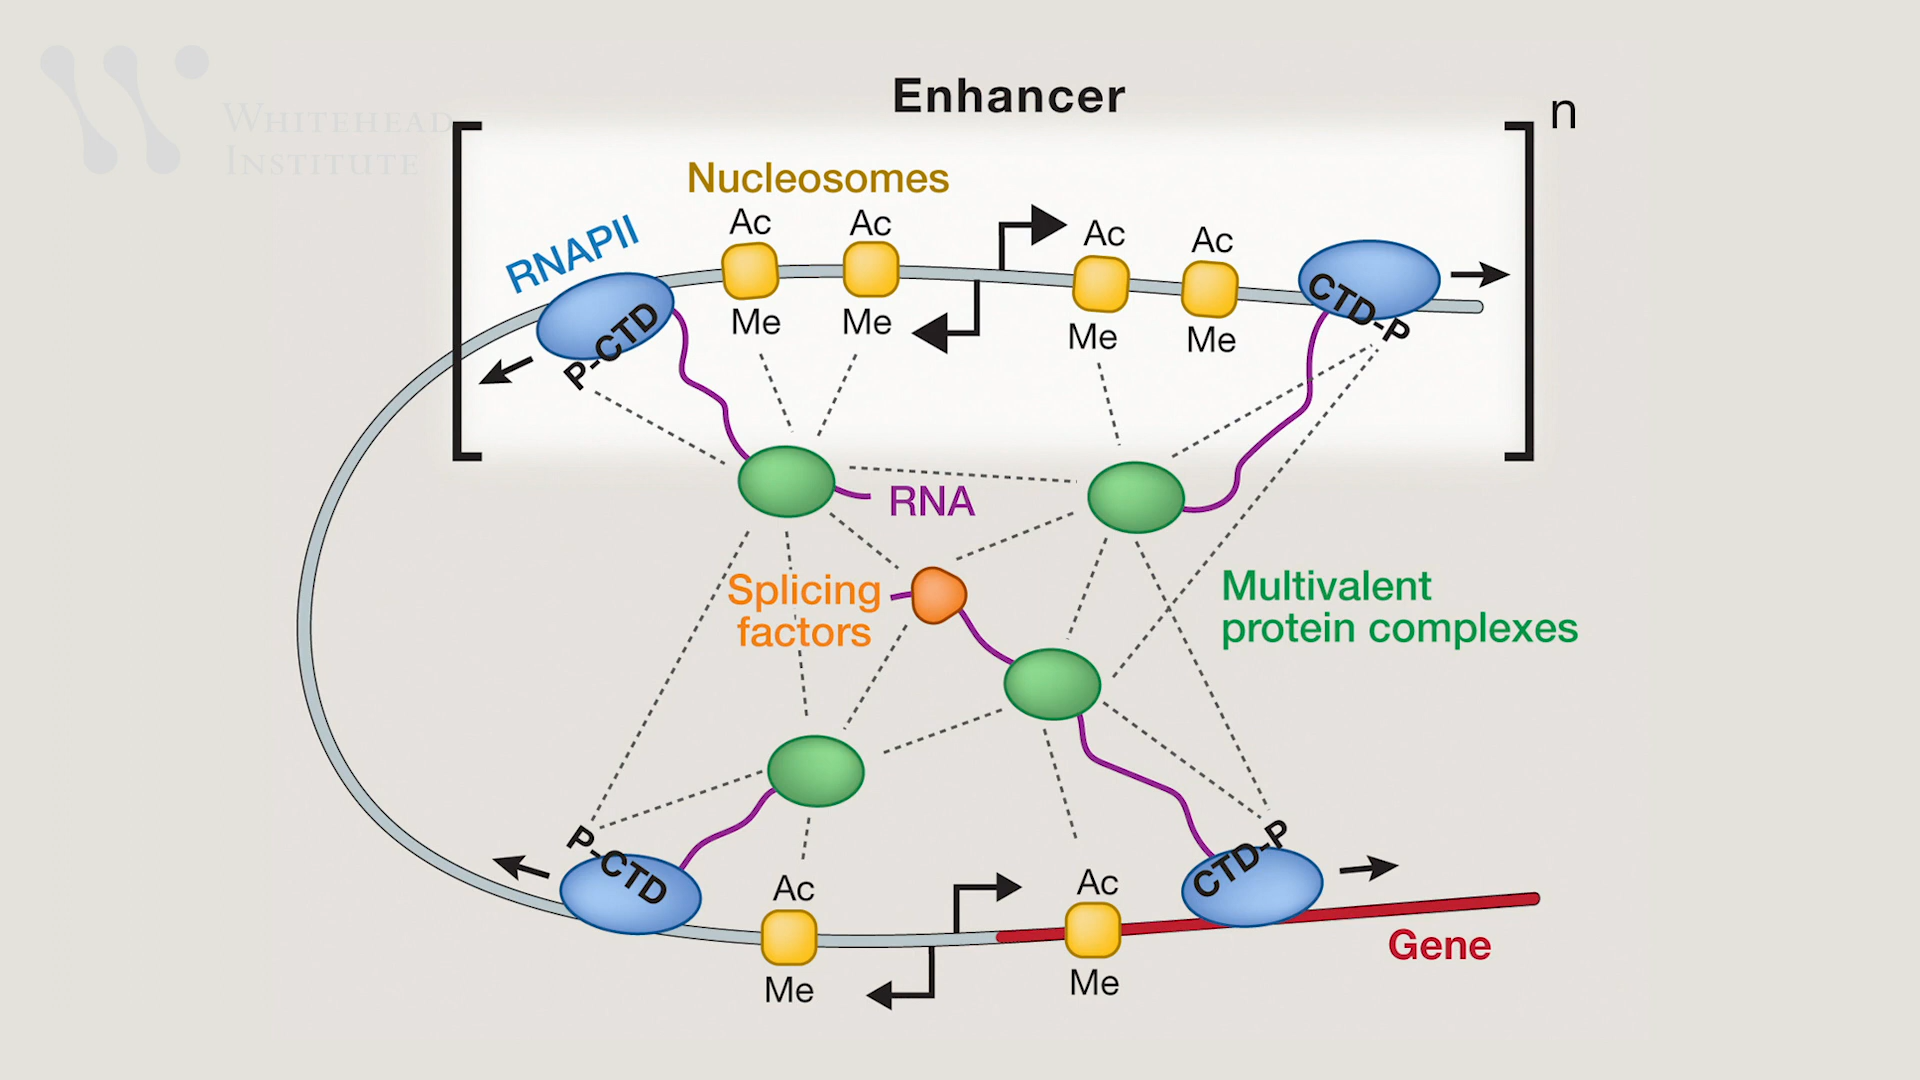 WHITEHEAD
INSTITUTE
Enhancer
n
Nucleosomes
RNAPII
Ac
Ac
Ac
Ac
Me
Me
Me
Me
P-CTD
CTD-P
RNA
Splicing
factors
Multivalent
protein complexes
P-CTD
CTD-P
Ac
Ac
Me
Me
Gene